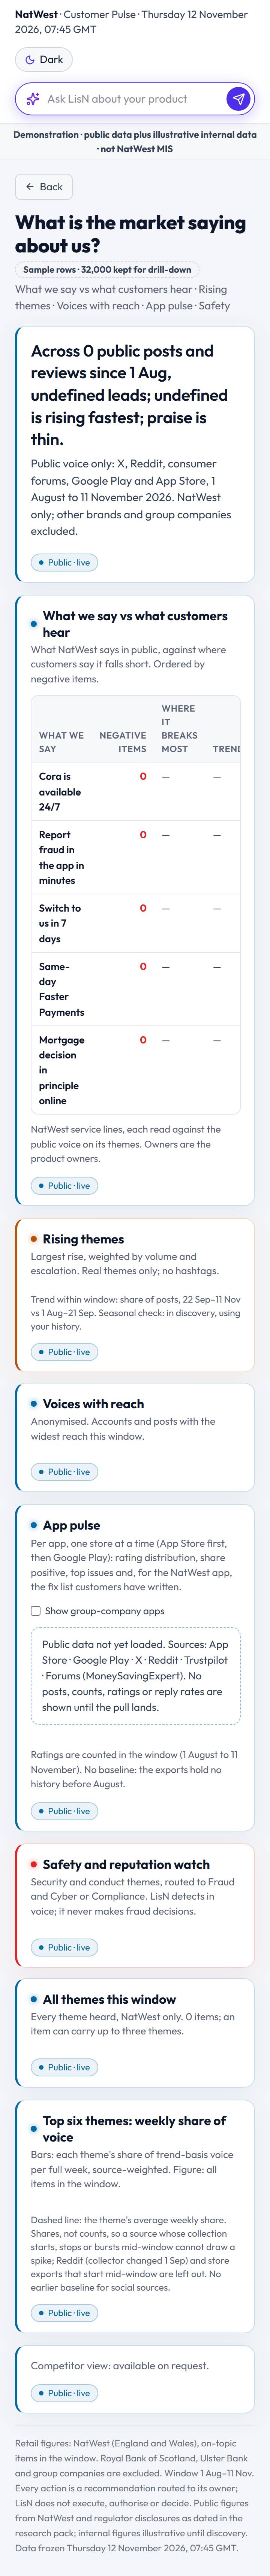 NatWest · Customer Pulse · Thursday 12 November
2026, 07:45 GMT
Dark
Ask LisN about your product
Demonstration · public data plus illustrative internal data
· not NatWest MIS
← Back
What is the market saying
about us?
Sample rows · 32,000 kept for drill-down
What we say vs what customers hear · Rising
themes · Voices with reach · App pulse · Safety
Across 0 public posts and
reviews since 1 Aug,
undefined leads; undefined
is rising fastest; praise is
thin.
Public voice only: X, Reddit, consumer
forums, Google Play and App Store, 1
August to 11 November 2026. NatWest
only; other brands and group companies
excluded.
Public · live
What we say vs what customers
hear
What NatWest says in public, against where
customers say it falls short. Ordered by
negative items.
WHAT WE SAY NEGATIVE ITEMS WHERE IT BREAKS MOST TREND
Cora is available 24/7 0 — —
Report fraud in the app in minutes 0 — —
Switch to us in 7 days 0 — —
Same-day Faster Payments 0 — —
Mortgage decision in principle online 0 — —
NatWest service lines, each read against the
public voice on its themes. Owners are the
product owners.
Public · live
Rising themes
Largest rise, weighted by volume and
escalation. Real themes only; no hashtags.
Trend within window: share of posts, 22 Sep–11 Nov
vs 1 Aug–21 Sep. Seasonal check: in discovery, using
your history.
Public · live
Voices with reach
Anonymised. Accounts and posts with the
widest reach this window.
Public · live
App pulse
Per app, one store at a time (App Store first,
then Google Play): rating distribution, share
positive, top issues and, for the NatWest app,
the fix list customers have written.
Show group-company apps
Public data not yet loaded. Sources: App
Store · Google Play · X · Reddit · Trustpilot
· Forums (MoneySavingExpert). No
posts, counts, ratings or reply rates are
shown until the pull lands.
Ratings are counted in the window (1 August to 11
November). No baseline: the exports hold no
history before August.
Public · live
Safety and reputation watch
Security and conduct themes, routed to Fraud
and Cyber or Compliance. LisN detects in
voice; it never makes fraud decisions.
Public · live
All themes this window
Every theme heard, NatWest only. 0 items; an
item can carry up to three themes.
Public · live
Top six themes: weekly share of
voice
Bars: each theme's share of trend-basis voice
per full week, source-weighted. Figure: all
items in the window.
Dashed line: the theme's average weekly share.
Shares, not counts, so a source whose collection
starts, stops or bursts mid-window cannot draw a
spike; Reddit (collector changed 1 Sep) and store
exports that start mid-window are left out. No
earlier baseline for social sources.
Public · live
Competitor view: available on request.
Public · live
Retail figures: NatWest (England and Wales), on-topic
items in the window. Royal Bank of Scotland, Ulster Bank
and group companies are excluded. Window 1 Aug–11 Nov.
Every action is a recommendation routed to its owner;
LisN does not execute, authorise or decide. Public figures
from NatWest and regulator disclosures as dated in the
research pack; internal figures illustrative until discovery.
Data frozen Thursday 12 November 2026, 07:45 GMT.